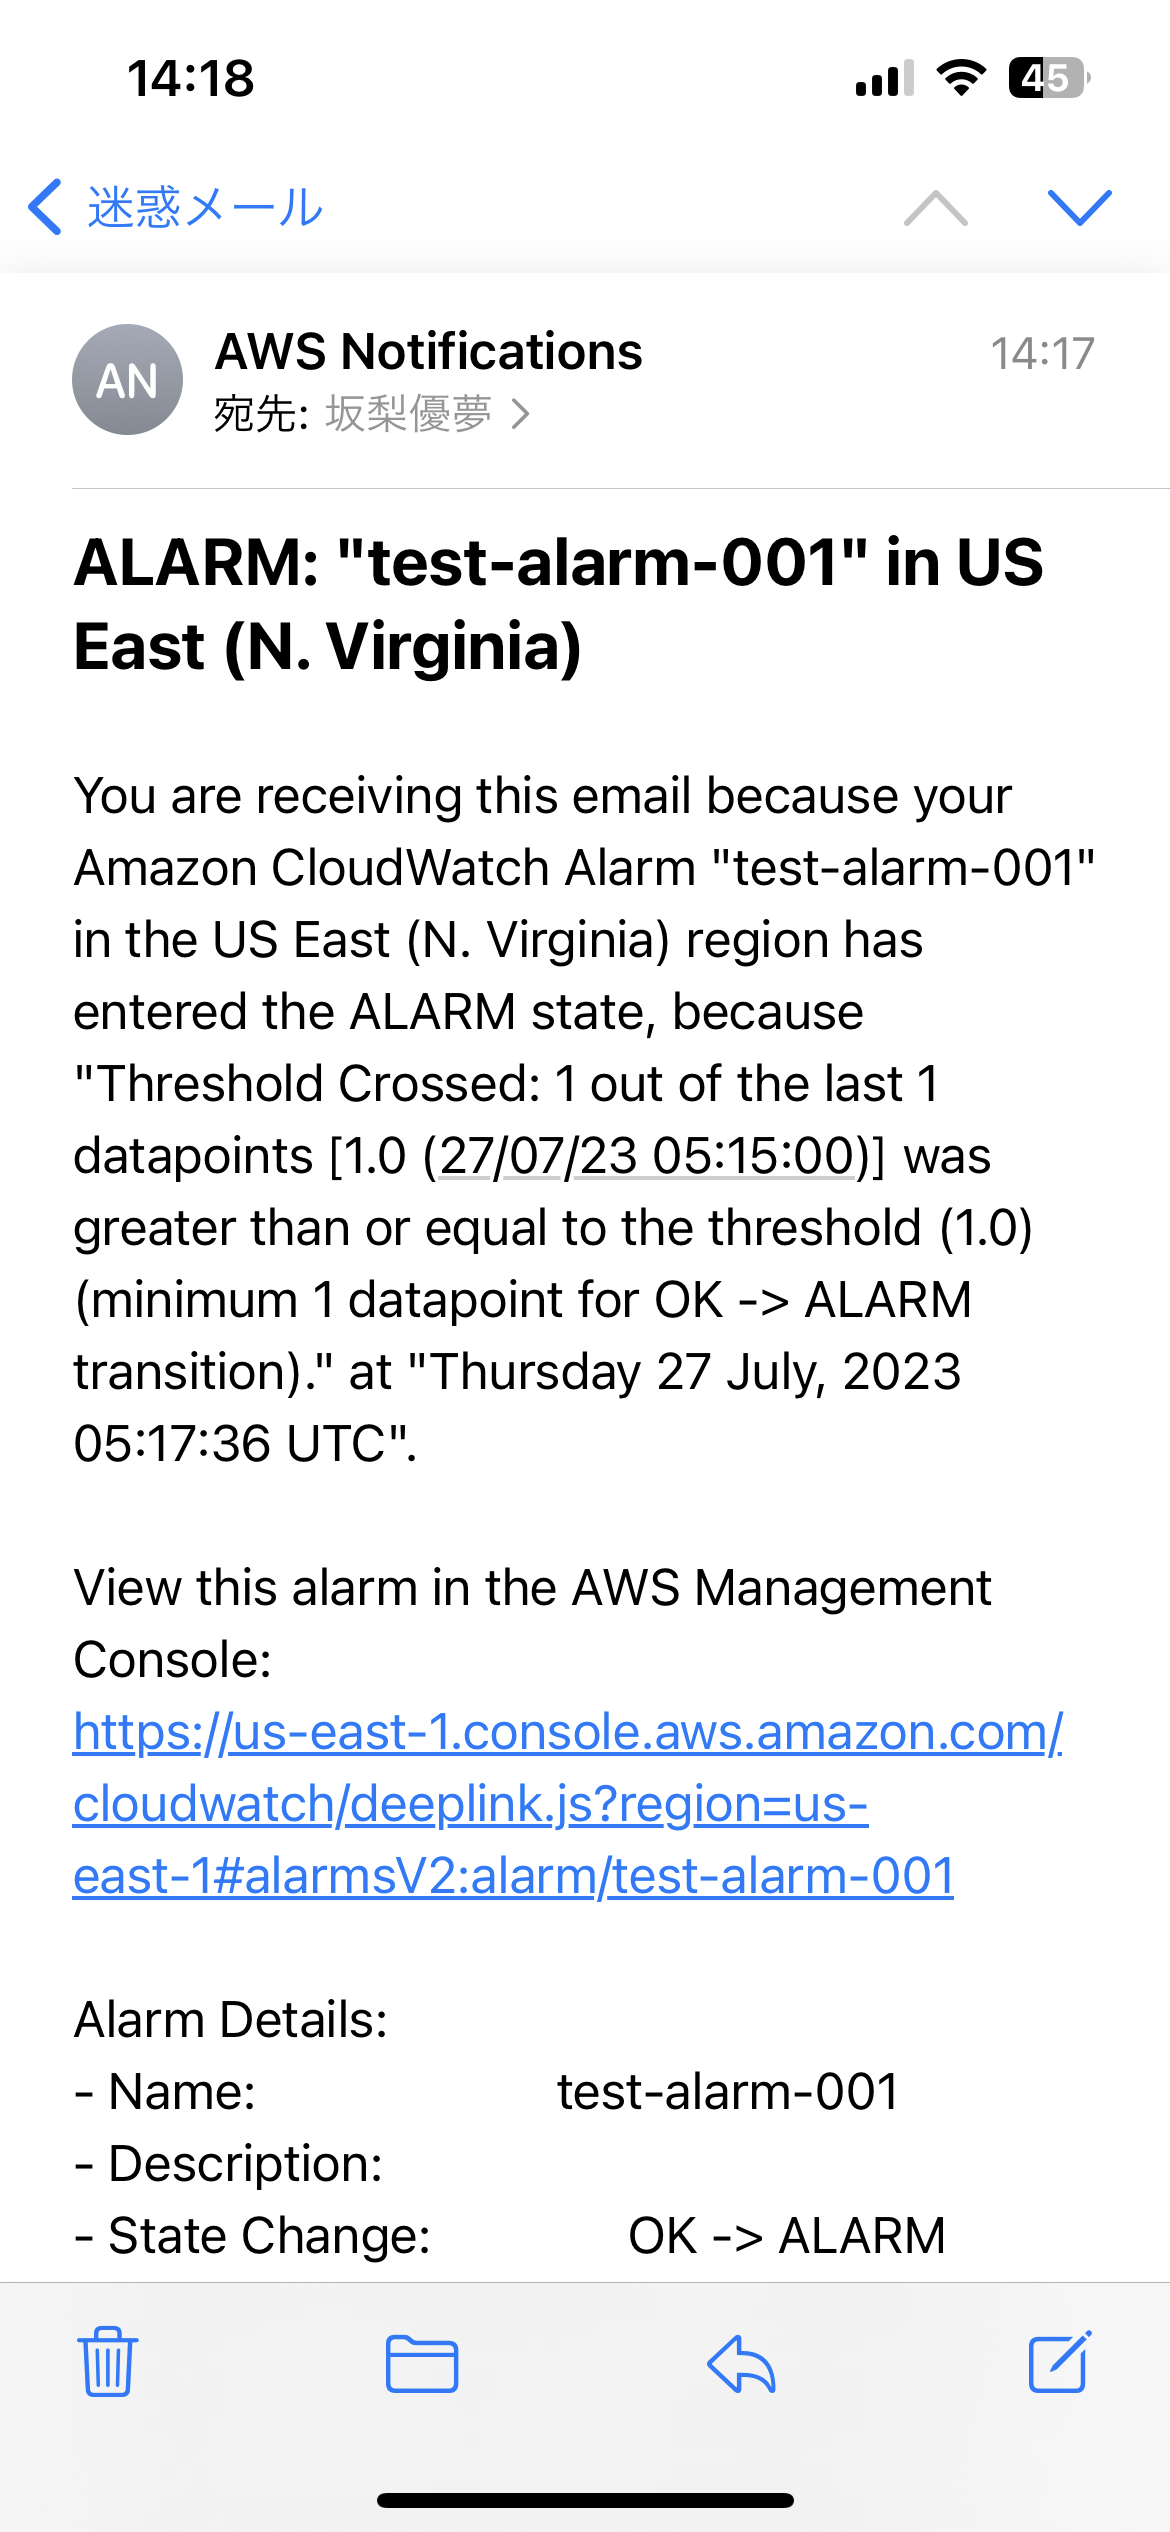 14:18
45
迷惑メール
AN
AWS Notifications
14:17
宛先: 坂梨優夢
ALARM: "test-alarm-001" in US
East (N. Virginia)
You are receiving this email because your
Amazon CloudWatch Alarm "test-alarm-001"
in the US East (N. Virginia) region has
entered the ALARM state, because
"Threshold Crossed: 1 out of the last 1
datapoints [1.0 (27/07/23 05:15:00)] was
greater than or equal to the threshold (1.0)
(minimum 1 datapoint for OK -> ALARM
transition)." at "Thursday 27 July, 2023
05:17:36 UTC".
View this alarm in the AWS Management
Console:
https://us-east-1.console.aws.amazon.com/
cloudwatch/deeplink.js?region=us-
east-1#alarmsV2:alarm/test-alarm-001
Alarm Details:
- Name: test-alarm-001
- Description:
- State Change: OK -> ALARM